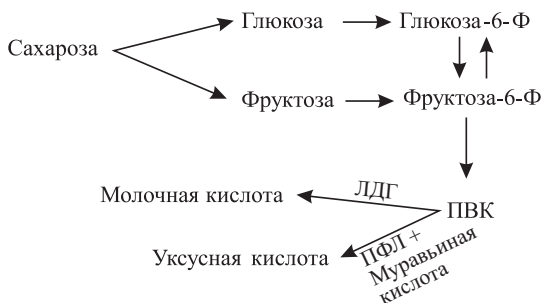 Глюкоза
Глюкоза-6-Ф
Сахароза
Фруктоза
Фруктоза-6-Ф
Молочная кислота
ЛДГ
ПВК
Уксусная кислота
ПФЛ +
Муравьиная
кислота